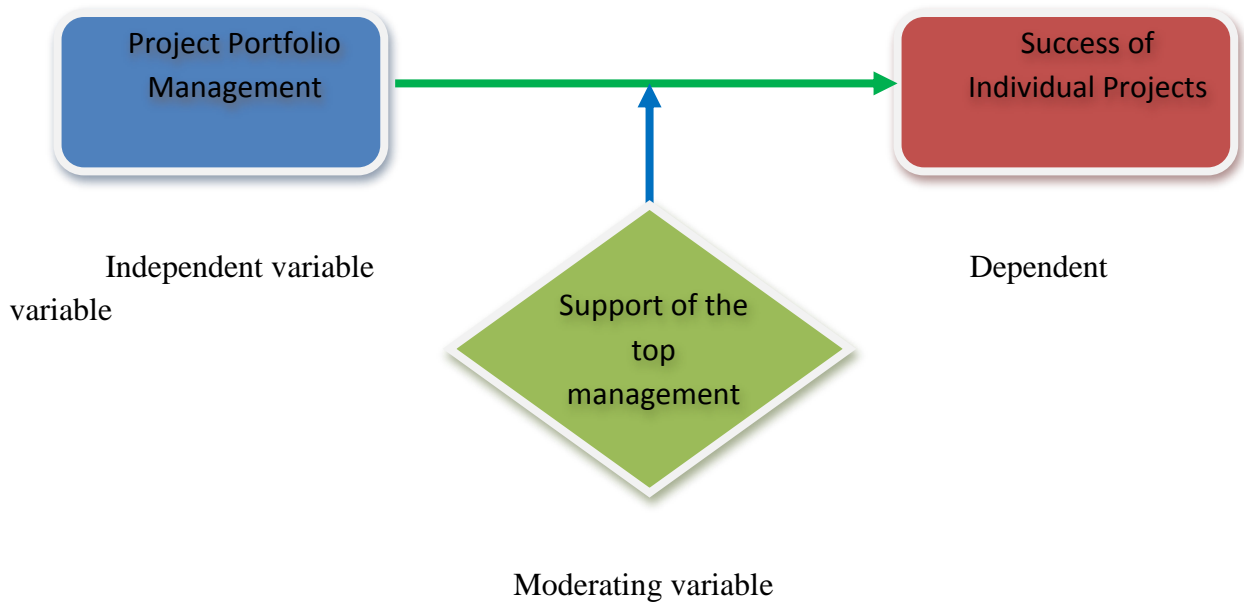 Project Portfolio
Management
Success of
Individual Projects
Independent variable Dependent
variable
Support of the
top
management
Moderating variable